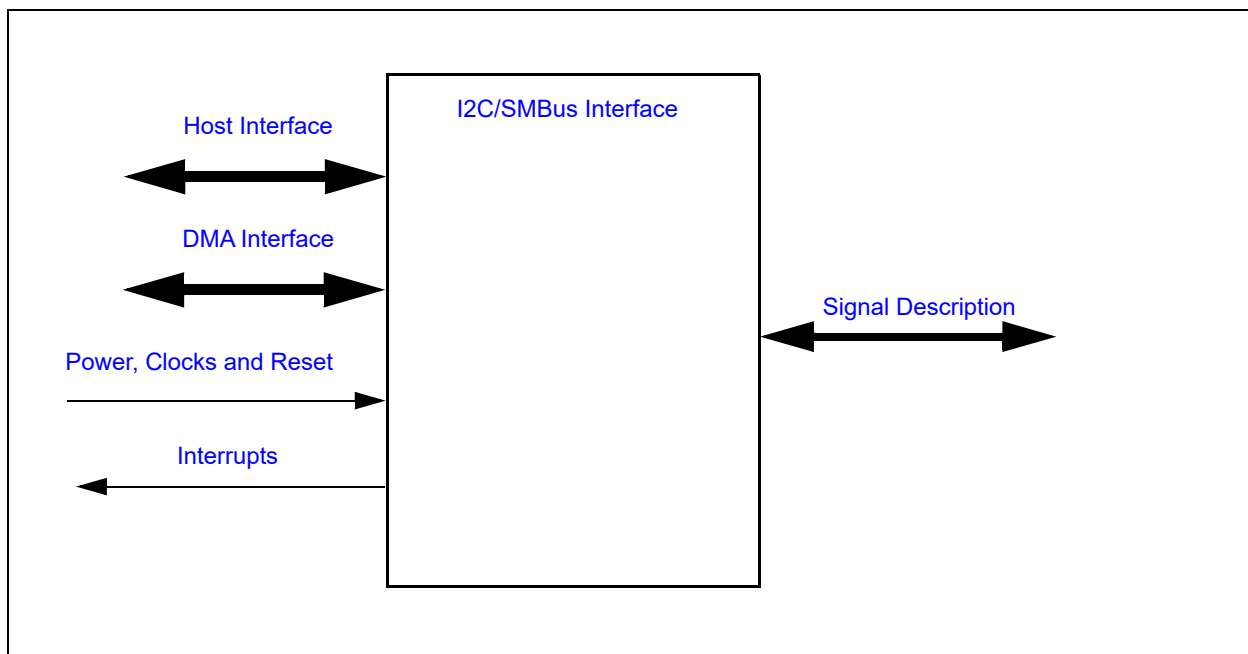 I2C/SMBus Interface
Host Interface
DMA Interface
Signal Description
Power, Clocks and Reset
Interrupts